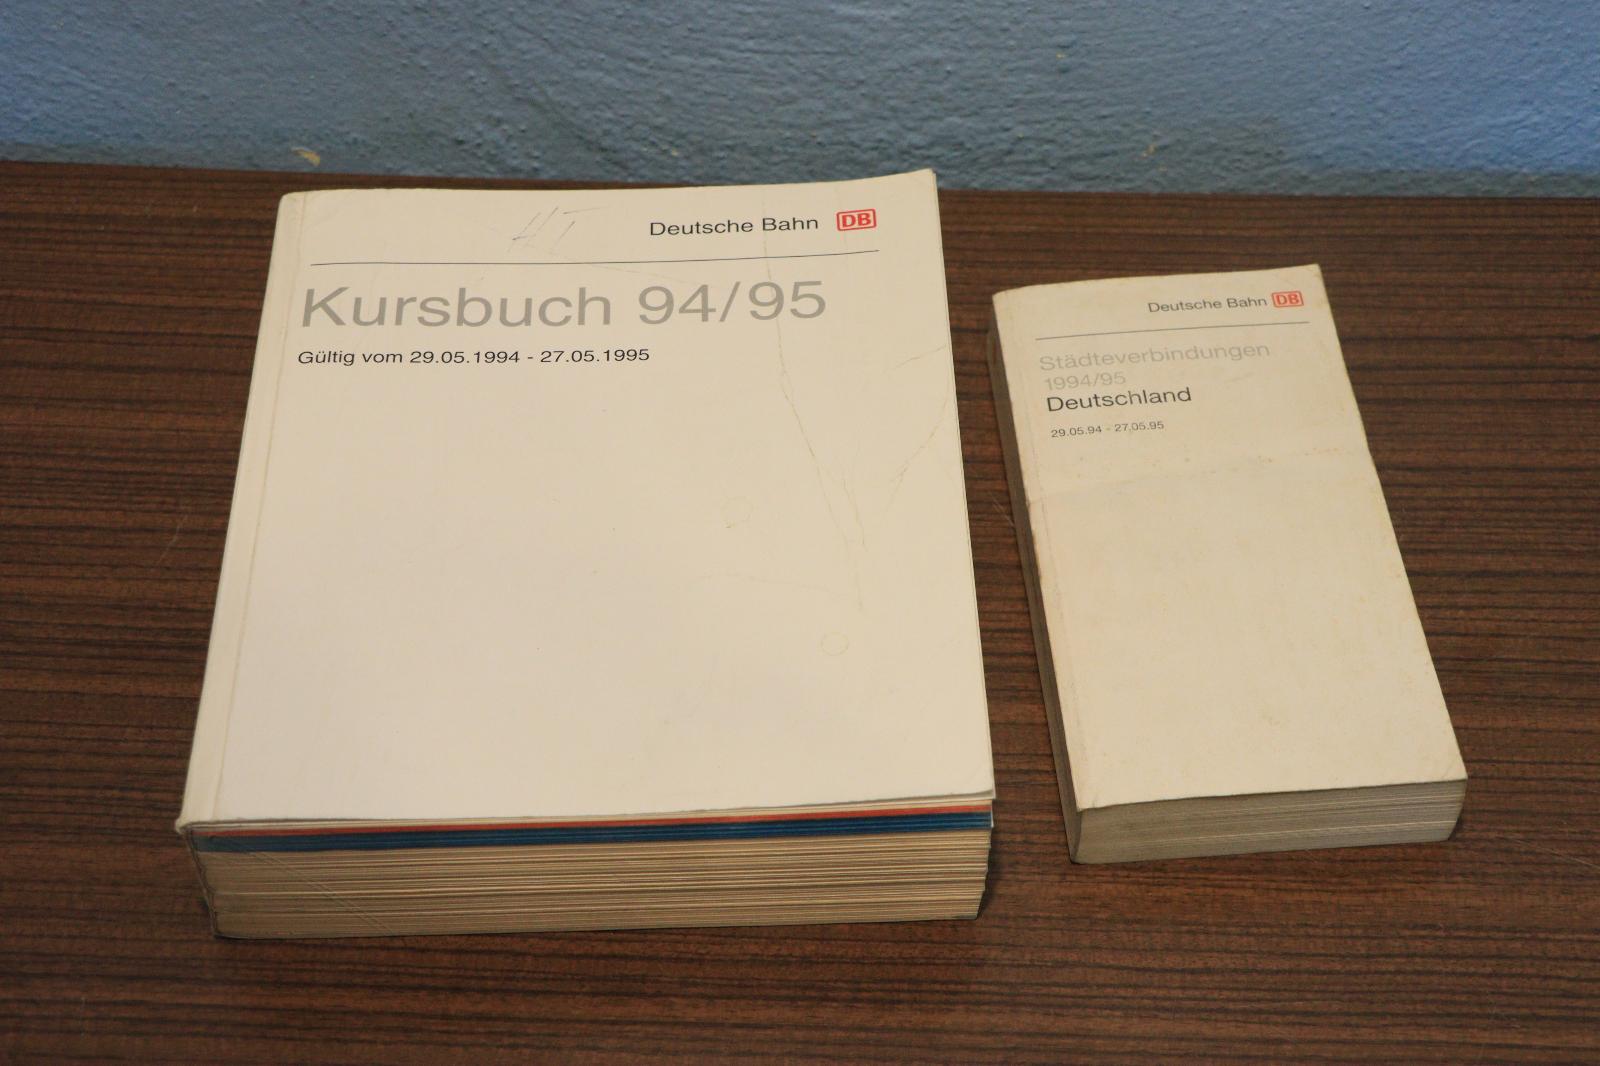 HI
Deutsche Bahn DB
Kursbuch 94/95
Gültig vom 29.05.1994 - 27.05.1995
Deutsche Bahn DB
Städteverbindungen
1994/95
Deutschland
29.05.94 - 27.05.95